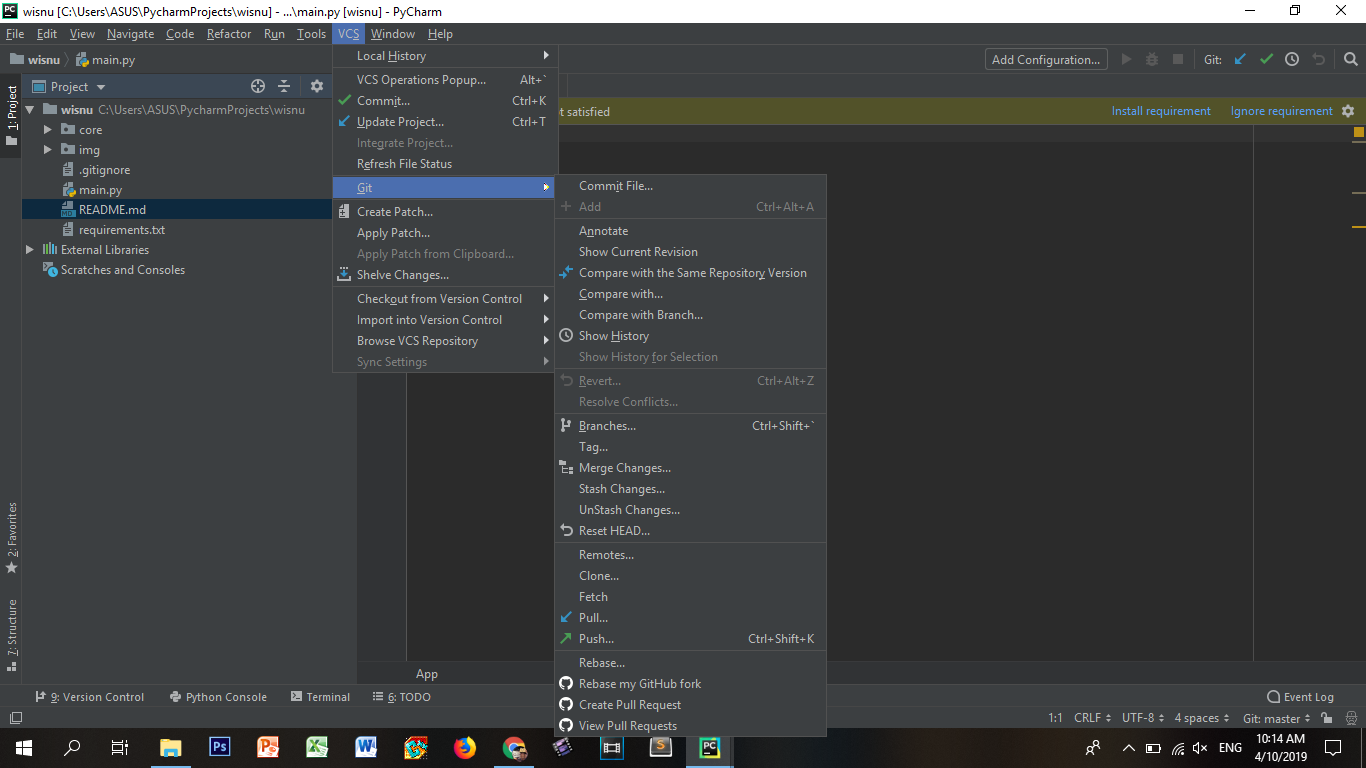 wisnu [C:\Users\ASUS\PycharmProjects\wisnu] - ...\main.py [wisnu] - PyCharm
File Edit View Navigate Code Refactor Run Tools VCS Window Help
wisnu main.py
Add Configuration...
Git:
Project
1: Project
wisnu C:\Users\ASUS\PycharmProjects\wisnu
core
img
.gitignore
main.py
README.md
requirements.txt
External Libraries
Scratches and Consoles
2: Favorites
7: Structure
Local History
VCS Operations Popup... Alt+`
Commit... Ctrl+K
Update Project... Ctrl+T
Integrate Project...
Refresh File Status
Git
Create Patch...
Apply Patch...
Apply Patch from Clipboard...
Shelve Changes...
Checkout from Version Control
Import into Version Control
Browse VCS Repository
Sync Settings
t satisfied
Install requirement Ignore requirement
Commit File...
Add Ctrl+Alt+A
Annotate
Show Current Revision
Compare with the Same Repository Version
Compare with...
Compare with Branch...
Show History
Show History for Selection
Revert... Ctrl+Alt+Z
Resolve Conflicts...
Branches... Ctrl+Shift+`
Tag...
Merge Changes...
Stash Changes...
UnStash Changes...
Reset HEAD...
Remotes...
Clone...
Fetch
Pull...
Push... Ctrl+Shift+K
Rebase...
Rebase my GitHub fork
Create Pull Request
View Pull Requests
App
9: Version Control Python Console Terminal 6: TODO
Event Log
1:1 CRLF UTF-8 4 spaces Git: master
ENG
10:14 AM
4/10/2019